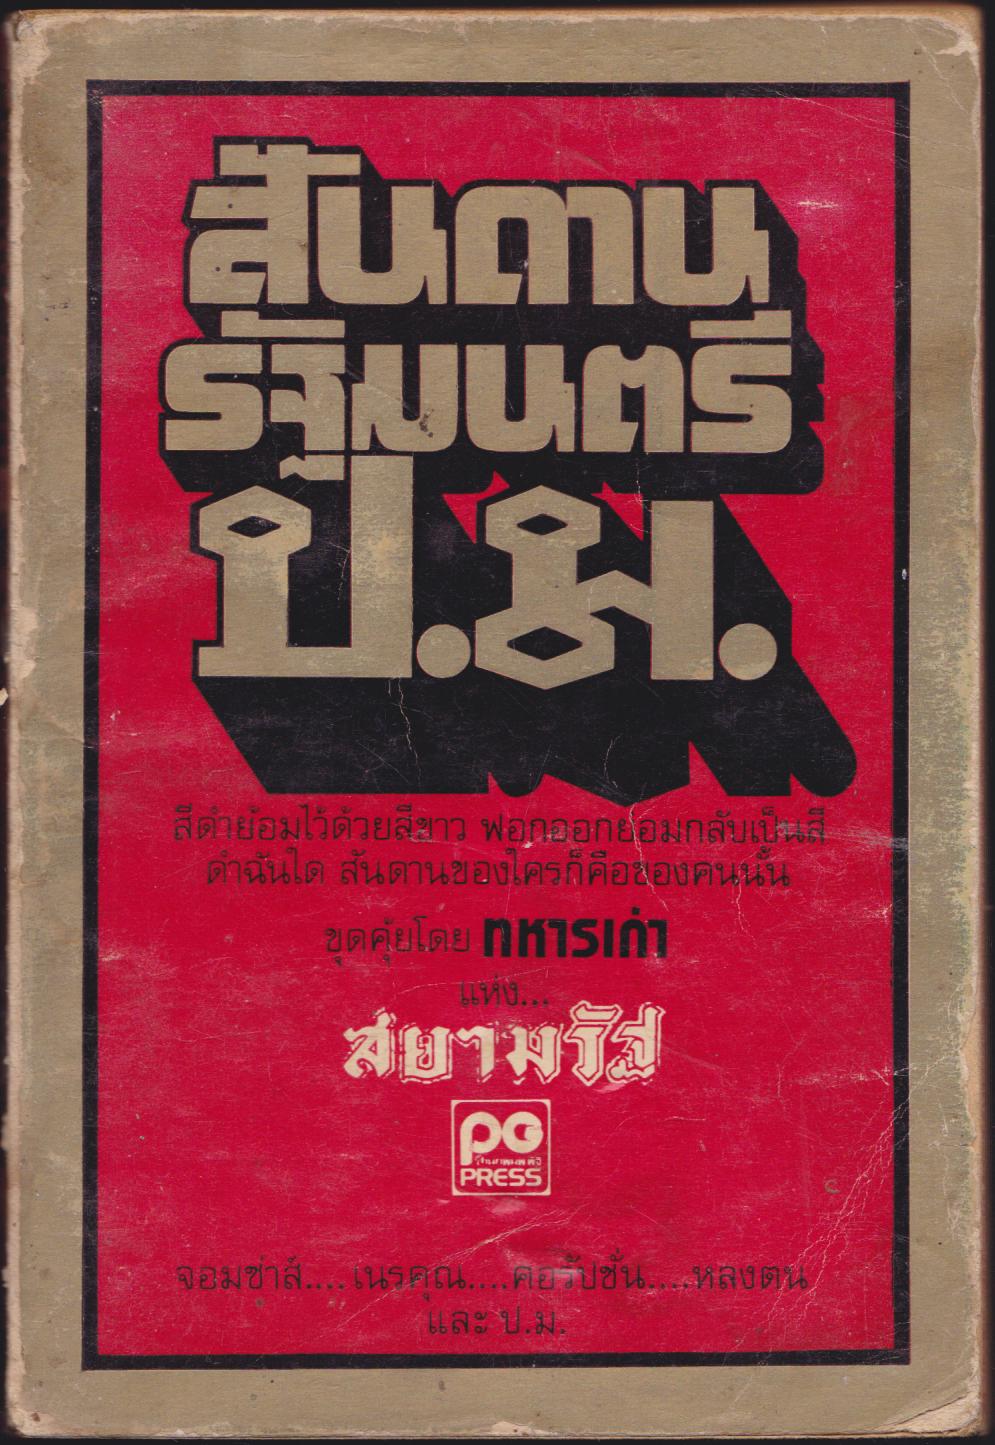 สันดาน
รัฐมนตรี
ป.ม.
สีดำย้อมไว้ด้วยสีขาว ฟอกออกยอมกลับเป็นสี
ดำฉันใด สันดานของใครก็คือของคนนั้น
ขุดคุ้ยโดย ทหารเก่า
แห่ง...
สยามรัฐ
PG
PRESS
จอมซ่าส์....เนรคุณ....คอรัปชั่น....หลงตน
และ ป.ม.